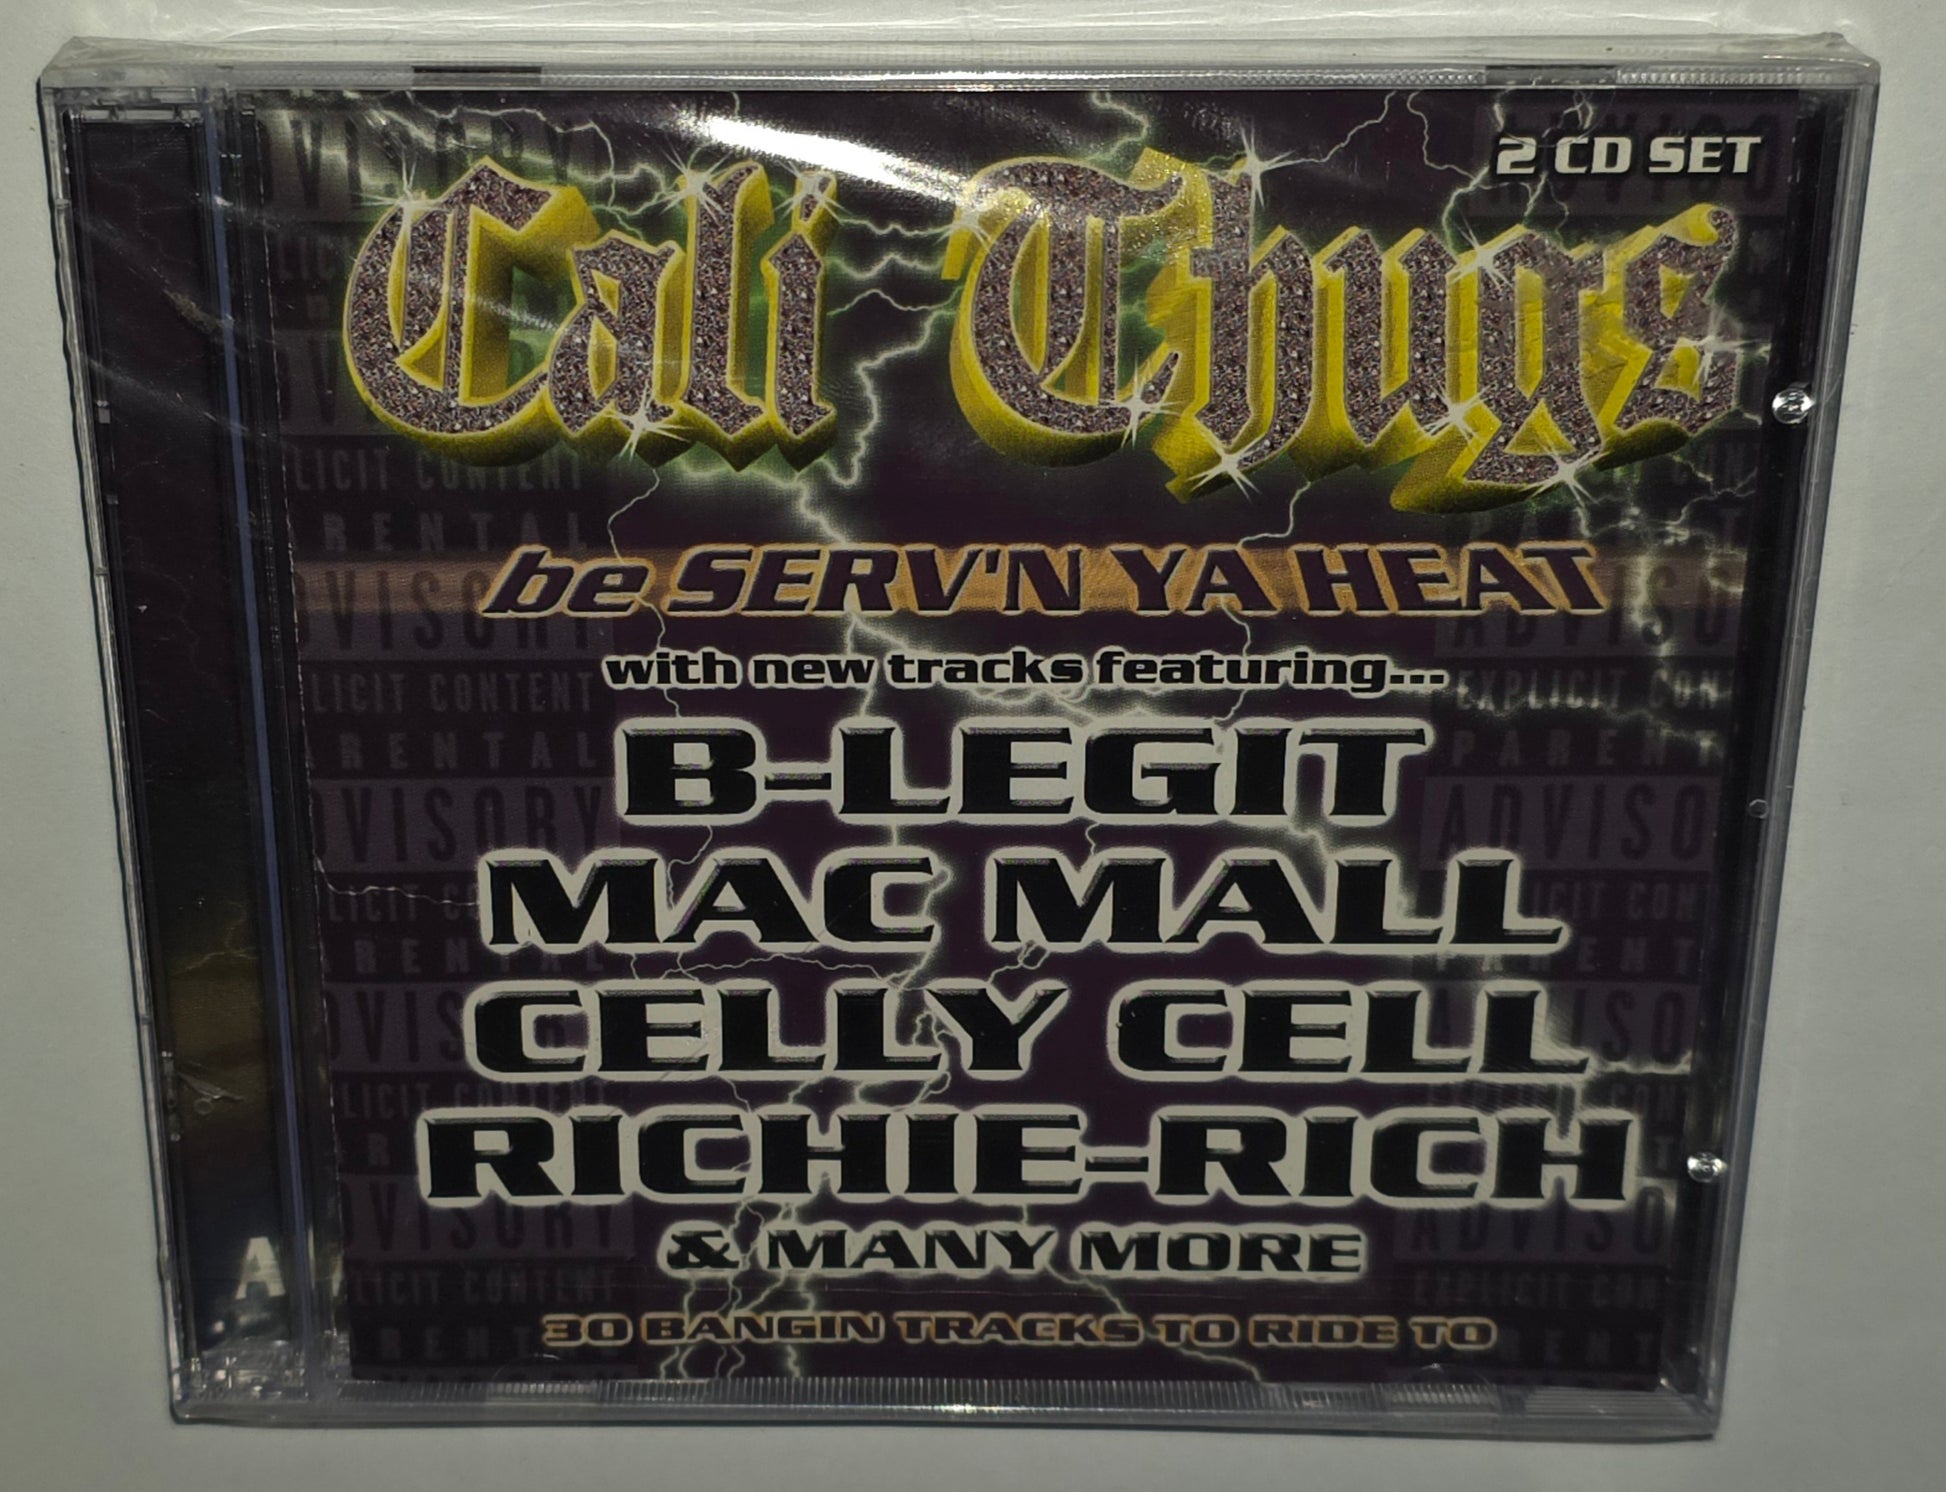 2 CD SET
Cali Thugs
be SERV'N YA HEAT
with new tracks featuring...
B-LEGIT
MAC MALL
CELLY CELL
RICHIE-RICH
& MANY MORE
30 BANGIN TRACKS TO RIDE TO